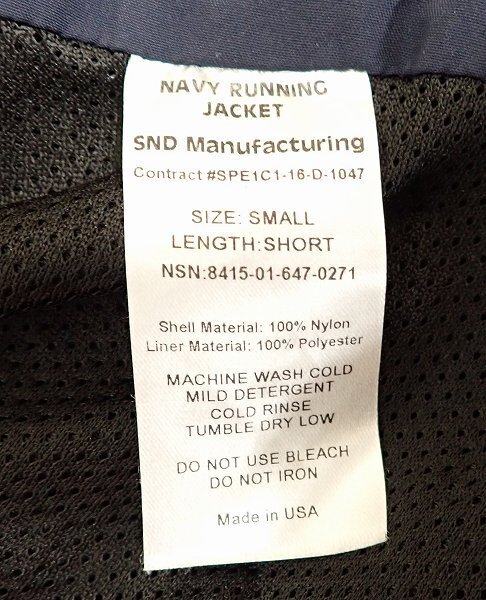 NAVY RUNNING
JACKET
SND Manufacturing
Contract #SPE1C1-16-D-1047
SIZE: SMALL
LENGTH:SHORT
NSN:8415-01-647-0271
Shell Material: 100% Nylon
Liner Material: 100% Polyester
MACHINE WASH COLD
MILD DETERGENT
COLD RINSE
TUMBLE DRY LOW
DO NOT USE BLEACH
DO NOT IRON
Made in USA